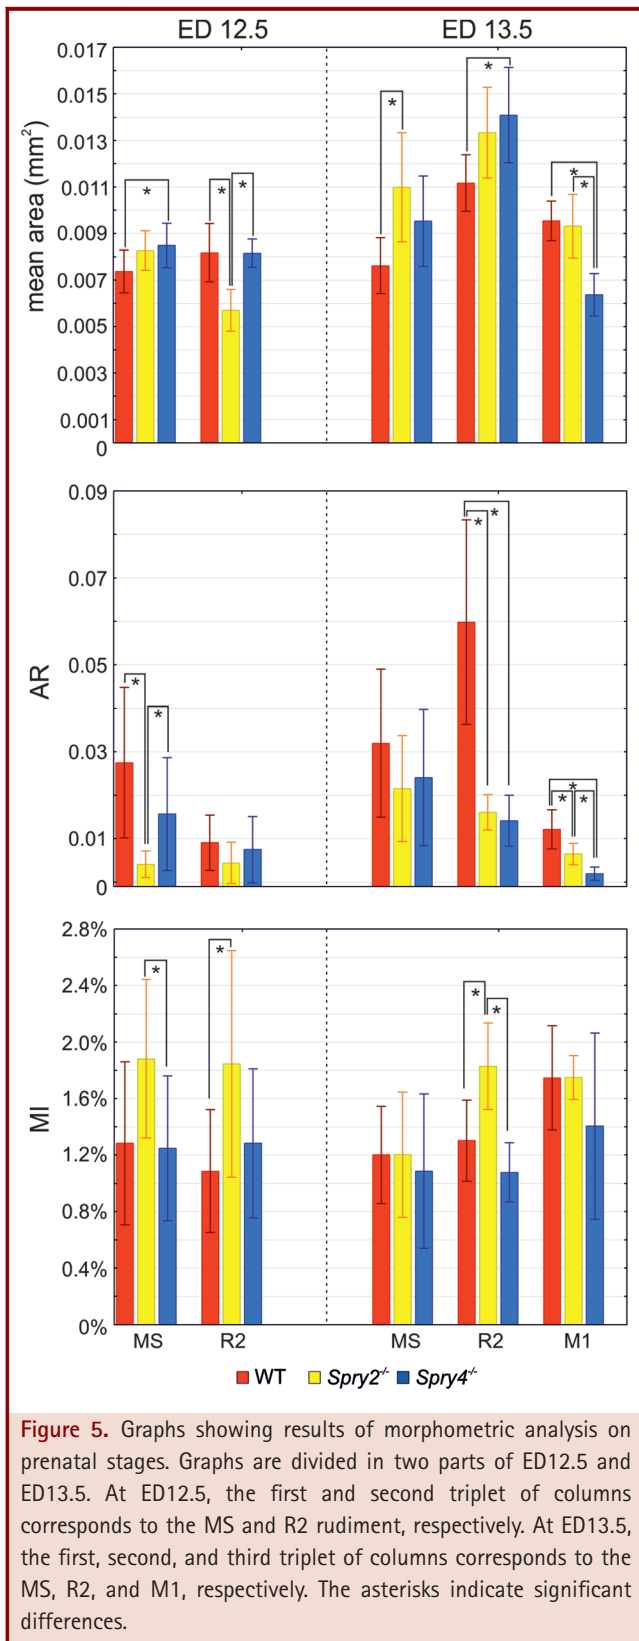 ED 12.5 ED 13.5
mean area (mm²)
0.017
0.015
0.013
0.011
0.009
0.007
0.005
0.003
0.001
0
* * * * * * *
AR
0.09
0.07
0.05
0.03
0.01
0
* * * * * * *
MI
2.8%
2.4%
2.0%
1.6%
1.2%
0.8%
0.4%
0%
* * * *
MS R2 MS R2 M1
WT Spry2-/- Spry4-/-
Figure 5. Graphs showing results of morphometric analysis on
prenatal stages. Graphs are divided in two parts of ED12.5 and
ED13.5. At ED12.5, the first and second triplet of columns
corresponds to the MS and R2 rudiment, respectively. At ED13.5,
the first, second, and third triplet of columns corresponds to the
MS, R2, and M1, respectively. The asterisks indicate significant
differences.